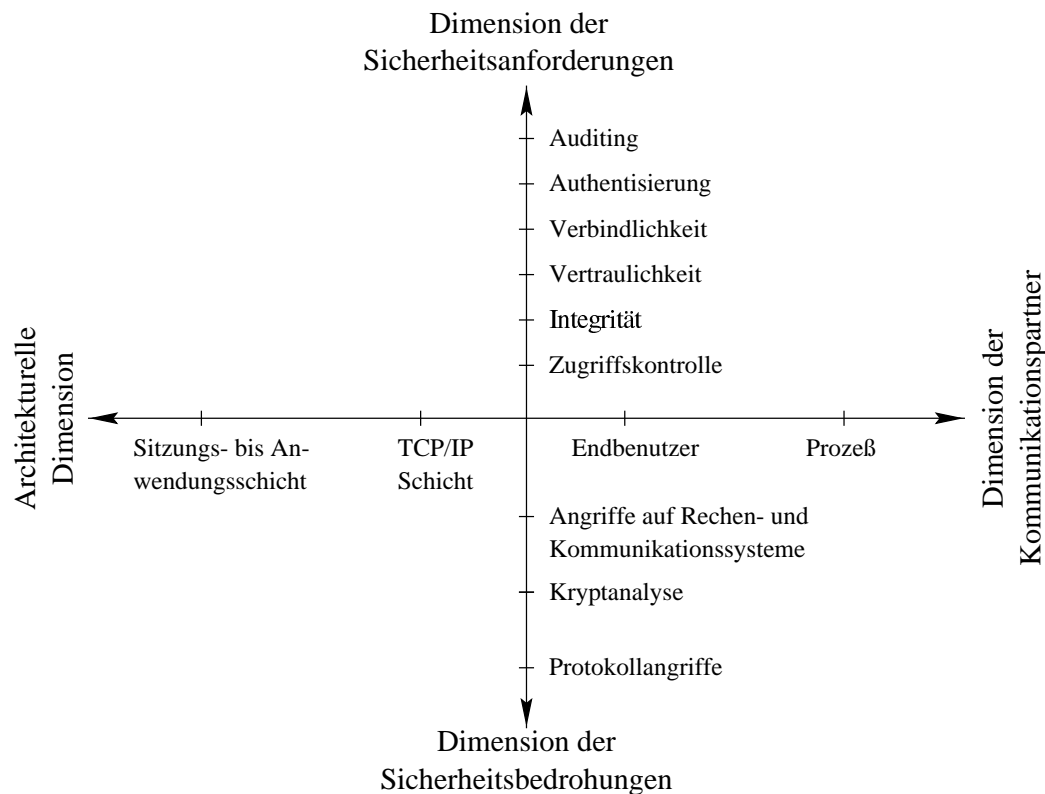 Dimension der
Sicherheitsanforderungen
Auditing
Authentisierung
Verbindlichkeit
Vertraulichkeit
Integrität
Zugriffskontrolle
Architekturelle
Dimension
Sitzungs- bis An-
wendungsschicht
TCP/IP
Schicht
Endbenutzer
Prozeß
Dimension der
Kommunikationspartner
Angriffe auf Rechen- und
Kommunikationssysteme
Kryptanalyse
Protokollangriffe
Dimension der
Sicherheitsbedrohungen